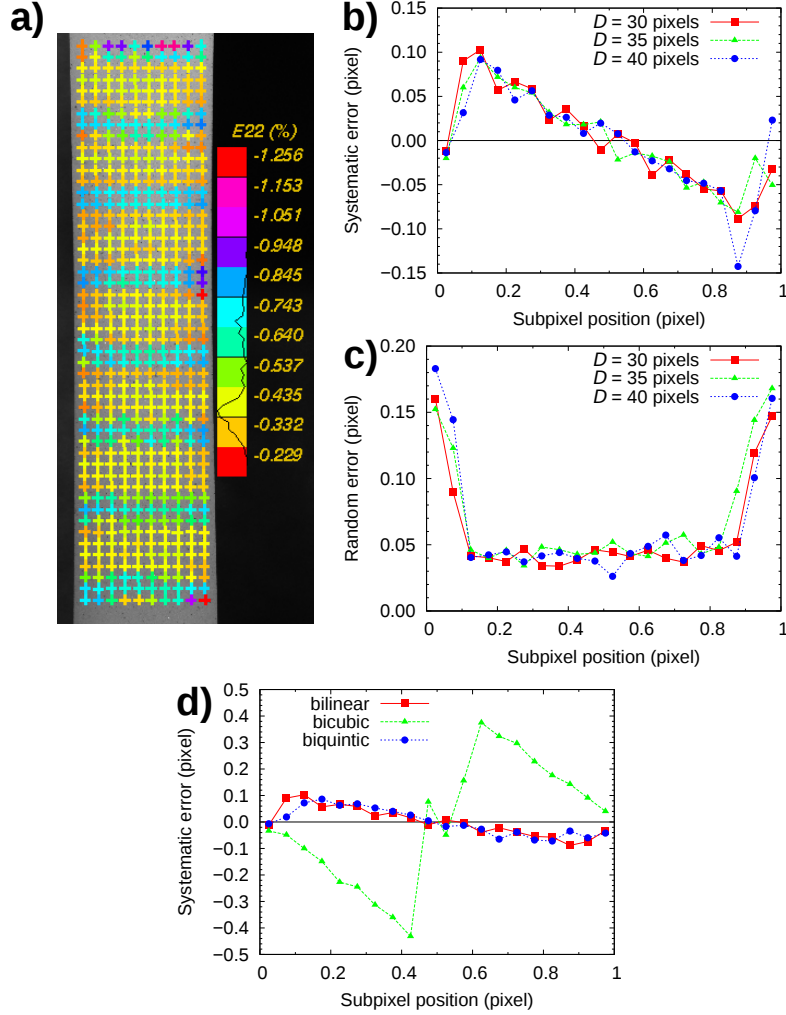 a)
E22 (%)
-1.256
-1.153
-1.051
-0.948
-0.845
-0.743
-0.640
-0.537
-0.435
-0.332
-0.229
b)
D = 30 pixels
D = 35 pixels
D = 40 pixels
0.15
0.10
0.05
0.00
−0.05
−0.10
−0.15
Systematic error (pixel)
0 0.2 0.4 0.6 0.8 1
Subpixel position (pixel)
c)
D = 30 pixels
D = 35 pixels
D = 40 pixels
0.20
0.15
0.10
0.05
0.00
Random error (pixel)
0 0.2 0.4 0.6 0.8 1
Subpixel position (pixel)
d)
bilinear
bicubic
biquintic
0.5
0.4
0.3
0.2
0.1
0.0
−0.1
−0.2
−0.3
−0.4
−0.5
Systematic error (pixel)
0 0.2 0.4 0.6 0.8 1
Subpixel position (pixel)